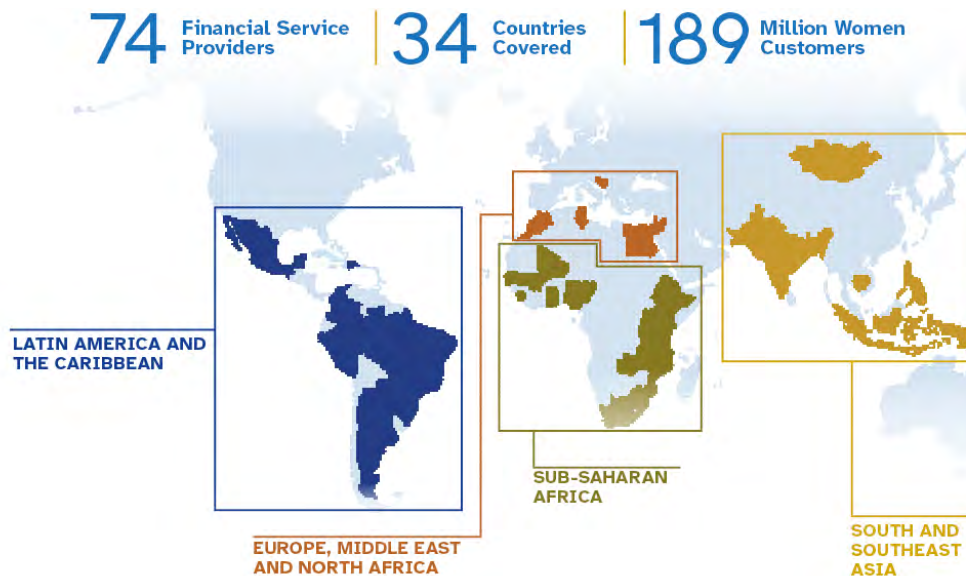 74 Financial Service
Providers
34 Countries
Covered
189 Million Women
Customers
LATIN AMERICA AND
THE CARIBBEAN
SUB-SAHARAN
AFRICA
EUROPE, MIDDLE EAST
AND NORTH AFRICA
SOUTH AND
SOUTHEAST
ASIA